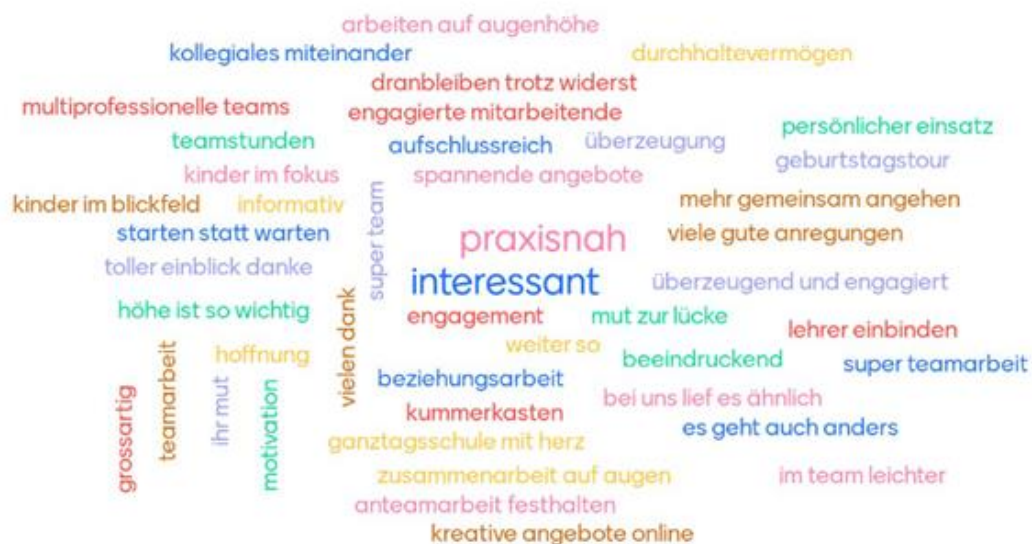 arbeiten auf augenhöhe
kollegiales miteinander
durchhaltevermögen
dranbleiben trotz widerst
multiprofessionelle teams
engagierte mitarbeitende
persönlicher einsatz
teamstunden
aufschlussreich
überzeugung
geburtstagstour
kinder im fokus
spannende angebote
mehr gemeinsam angehen
kinder im blickfeld
informativ
super team
starten statt warten
praxisnah
viele gute anregungen
toller einblick danke
interessant
überzeugend und engagiert
höhe ist so wichtig
vielen dank
engagement
mut zur lücke
lehrer einbinden
hoffnung
weiter so
beeindruckend
super teamarbeit
grossartig
teamarbeit
ihr mut
motivation
beziehungsarbeit
bei uns lief es ähnlich
kummerkasten
es geht auch anders
ganztagsschule mit herz
zusammenarbeit auf augen
im team leichter
anteamarbeit festhalten
kreative angebote online